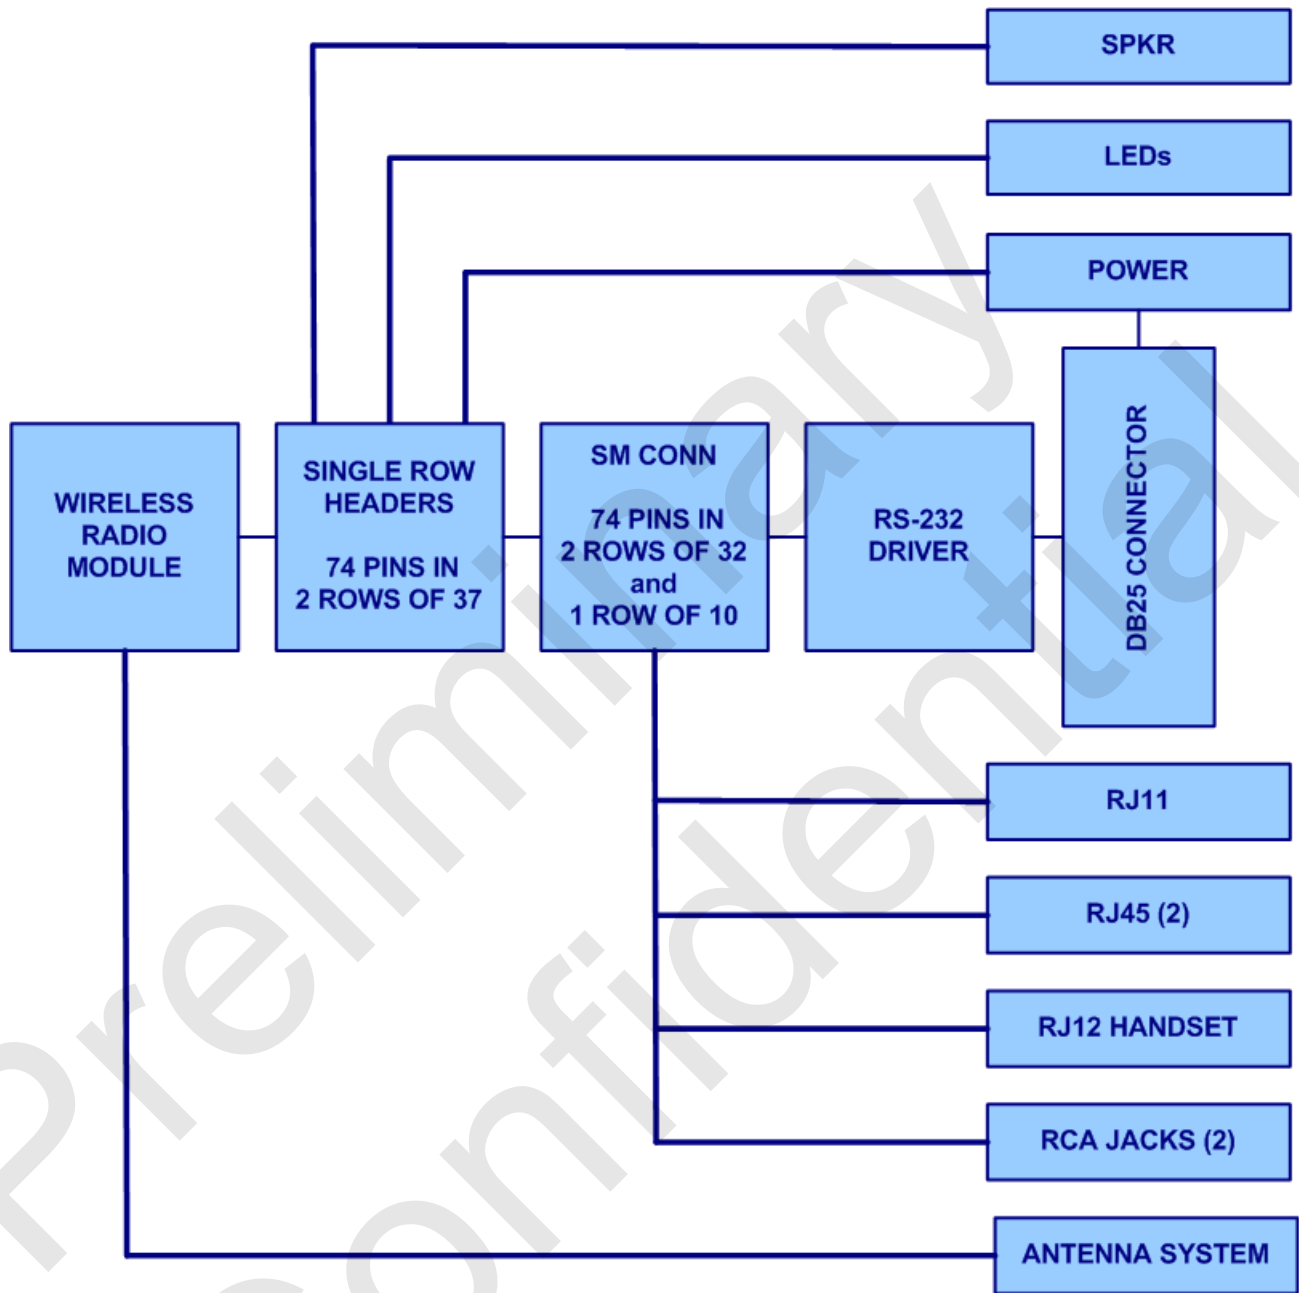 SPKR
LEDs
POWER
WIRELESS
RADIO
MODULE
SINGLE ROW
HEADERS
74 PINS IN
2 ROWS OF 37
SM CONN
74 PINS IN
2 ROWS OF 32
and
1 ROW OF 10
RS-232
DRIVER
DB25 CONNECTOR
RJ11
RJ45 (2)
RJ12 HANDSET
RCA JACKS (2)
ANTENNA SYSTEM
Preliminary
Confidential